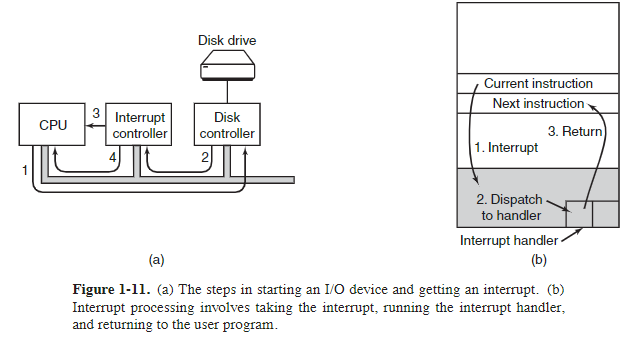 Disk drive
CPU
3
Interrupt
controller
Disk
controller
1
4
2
(a)
Current instruction
Next instruction
3. Return
1. Interrupt
2. Dispatch
to handler
Interrupt handler
(b)
Figure 1-11. (a) The steps in starting an I/O device and getting an interrupt. (b)
Interrupt processing involves taking the interrupt, running the interrupt handler,
and returning to the user program.